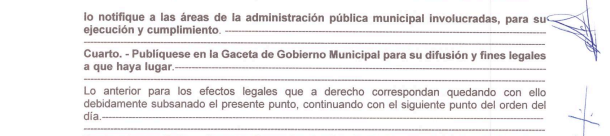 lo notifique a las áreas de la administración pública municipal involucradas, para su
ejecución y cumplimiento. ------------------------------------------------------------
------------------------------------------------------------
Cuarto. - Publíquese en la Gaceta de Gobierno Municipal para su difusión y fines legales
a que haya lugar.------------------------------------------------------------
------------------------------------------------------------
Lo anterior para los efectos legales que a derecho correspondan quedando con ello
debidamente subsanado el presente punto, continuando con el siguiente punto del orden del
día.------------------------------------------------------------
------------------------------------------------------------